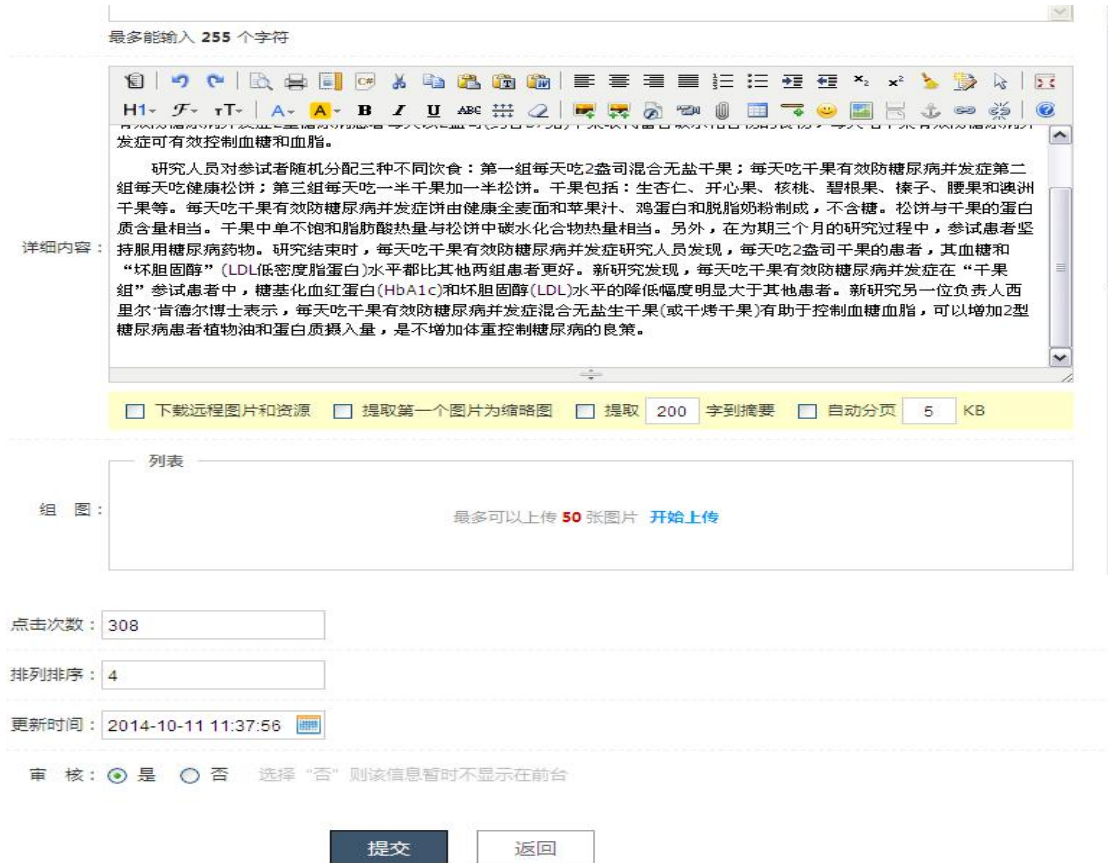 最多能输入 255 个字符
H1 F тT A A B I U ABC
发症可有效控制血糖和血脂。
研究人员对参试者随机分配三种不同饮食：第一组每天吃2盎司混合无盐干果；每天吃干果有效防糖尿病并发症第二
组每天吃健康松饼；第三组每天吃一半干果加一半松饼。干果包括：生杏仁、开心果、核桃、碧根果、榛子、腰果和澳洲
干果等。每天吃干果有效防糖尿病并发症饼由健康全麦面和苹果汁、鸡蛋白和脱脂奶粉制成，不含糖。松饼与干果的蛋白
质含量相当。干果中单不饱和脂肪酸热量与松饼中碳水化合物热量相当。另外，在为期三个月的研究过程中，参试患者坚
详细内容： 持服用糖尿病药物。研究结束时，每天吃干果有效防糖尿病并发症研究人员发现，每天吃2盎司干果的患者，其血糖和
“坏胆固醇”(LDL低密度脂蛋白)水平都比其他两组患者更好。新研究发现，每天吃干果有效防糖尿病并发症在“干果
组”参试患者中，糖基化血红蛋白(HbA1c)和坏胆固醇(LDL)水平的降低幅度明显大于其他患者。新研究另一位负责人西
里尔·肯德尔博士表示，每天吃干果有效防糖尿病并发症混合无盐生干果(或干烤干果)有助于控制血糖血脂，可以增加2型
糖尿病患者植物油和蛋白质摄入量，是不增加体重控制糖尿病的良策。
下载远程图片和资源 提取第一个图片为缩略图 提取 200 字到摘要 自动分页 5 KB
列表
组 图： 最多可以上传 50 张图片 开始上传
点击次数： 308
排列排序： 4
更新时间： 2014-10-11 11:37:56
审 核： 是 否 选择“否”则该信息暂时不显示在前台
提交 返回